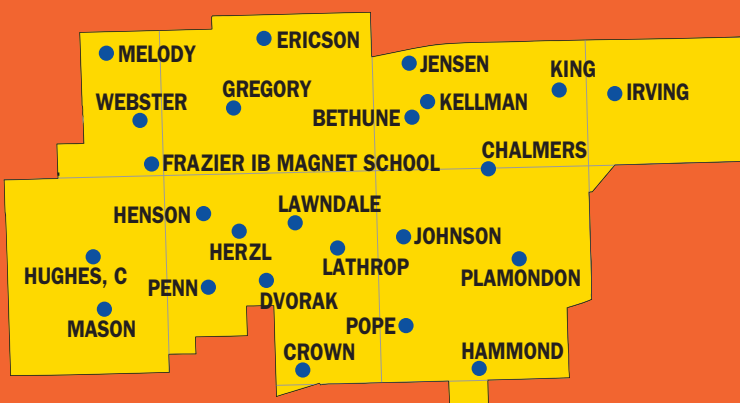 ERICSON
MELODY
JENSEN
KING
GREGORY
IRVING
WEBSTER
KELLMAN
BETHUNE
CHALMERS
FRAZIER IB MAGNET SCHOOL
LAWNDALE
HENSON
JOHNSON
HERZL
LATHROP
HUGHES, C
PLAMONDON
PENN
DVORAK
MASON
POPE
CROWN
HAMMOND